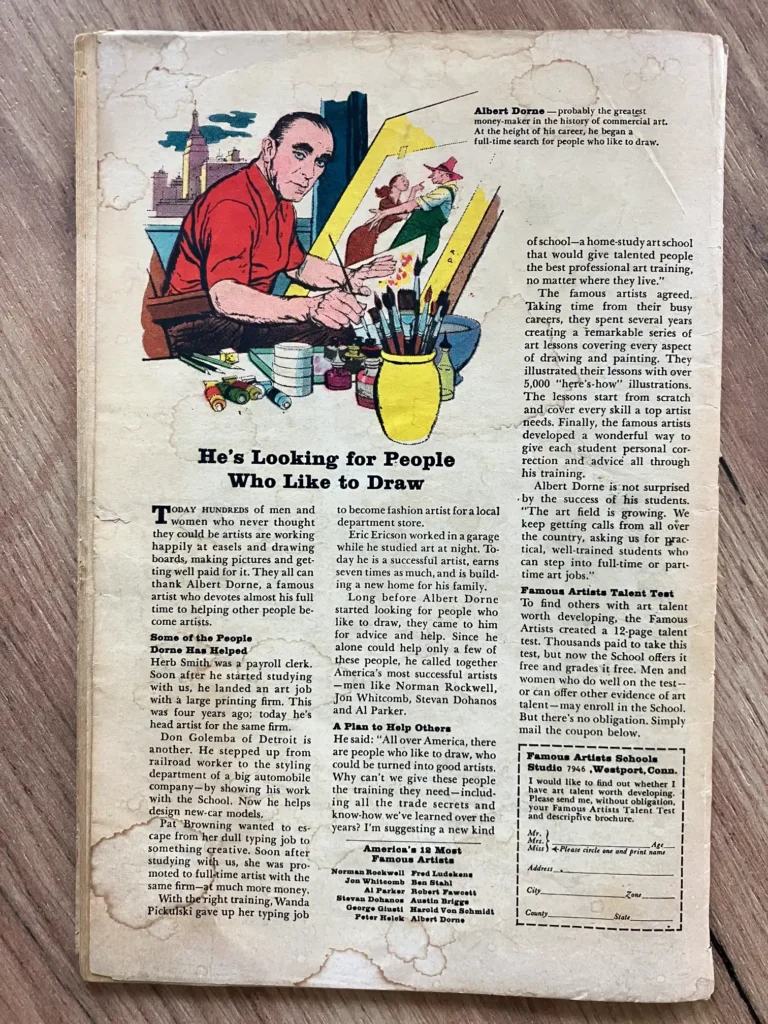 Albert Dorne — probably the greatest
money-maker in the history of commercial art.
At the height of his career, he began a
full-time search for people who like to draw.
He's Looking for People
Who Like to Draw
TODAY HUNDREDS of men and
women who never thought
they could be artists are working
happily at easels and drawing
boards, making pictures and get-
ting well paid for it. They all can
thank Albert Dorne, a famous
artist who devotes almost his full
time to helping other people be-
come artists.
Some of the People
Dorne Has Helped
Herb Smith was a payroll clerk.
Soon after he started studying
with us, he landed an art job
with a large printing firm. This
was four years ago; today he's
head artist for the same firm.
Don Golemba of Detroit is
another. He stepped up from
railroad worker to the styling
department of a big automobile
company—by showing his work
with the School. Now he helps
design new-car models.
Pat Browning wanted to es-
cape from her dull typing job to
something creative. Soon after
studying with us, she was pro-
moted to full-time artist with the
same firm—at much more money.
With the right training, Wanda
Pickulski gave up her typing job
to become fashion artist for a local
department store.
Eric Ericson worked in a garage
while he studied art at night. To-
day he is a successful artist, earns
seven times as much, and is build-
ing a new home for his family.
Long before Albert Dorne
started looking for people who
like to draw, they came to him
for advice and help. Since he
alone could help only a few of
these people, he called together
America's most successful artists
—men like Norman Rockwell,
Jon Whitcomb, Stevan Dohanos
and Al Parker.
A Plan to Help Others
He said: "All over America, there
are people who like to draw, who
could be turned into good artists.
Why can't we give these people
the training they need—includ-
ing all the trade secrets and
know-how we've learned over the
years? I'm suggesting a new kind
America's 12 Most
Famous Artists
Norman Rockwell Fred Ludekens
Jon Whitcomb Ben Stahl
Al Parker Robert Fawcett
Stevan Dohanos Austin Briggs
George Giusti Harold Von Schmidt
Peter Helck Albert Dorne
of school—a home-study art school
that would give talented people
the best professional art training,
no matter where they live."
The famous artists agreed.
Taking time from their busy
careers, they spent several years
creating a remarkable series of
art lessons covering every aspect
of drawing and painting. They
illustrated their lessons with over
5,000 "here's-how" illustrations.
The lessons start from scratch
and cover every skill a top artist
needs. Finally, the famous artists
developed a wonderful way to
give each student personal cor-
rection and advice all through
his training.
Albert Dorne is not surprised
by the success of his students.
"The art field is growing. We
keep getting calls from all over
the country, asking us for prac-
tical, well-trained students who
can step into full-time or part-
time art jobs."
Famous Artists Talent Test
To find others with art talent
worth developing, the Famous
Artists created a 12-page talent
test. Thousands paid to take this
test, but now the School offers it
free and grades it free. Men and
women who do well on the test—
or can offer other evidence of art
talent—may enroll in the School.
But there's no obligation. Simply
mail the coupon below.
Famous Artists Schools
Studio 7946, Westport, Conn.
I would like to find out whether I
have art talent worth developing.
Please send me, without obligation,
your Famous Artists Talent Test
and descriptive brochure.
Mr.
Mrs. Age
Miss Please circle one and print name
Address
City Zone
County State